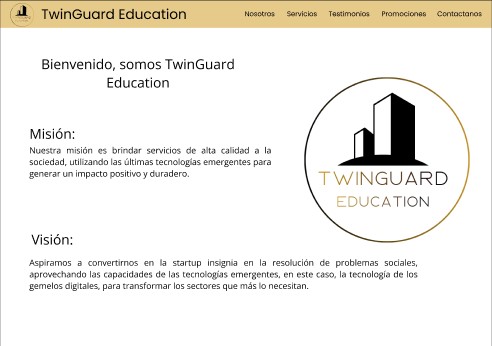 TwinGuard Education
Nosotros Servicios Testimonios Promociones Contactanos
Bienvenido, somos TwinGuard
Education
Misión:
Nuestra misión es brindar servicios de alta calidad a la
sociedad, utilizando las últimas tecnologías emergentes para
generar un impacto positivo y duradero.
TWINGUARD
EDUCATION
Visión:
Aspiramos a convertirnos en la startup insignia en la resolución de problemas sociales,
aprovechando las capacidades de las tecnologías emergentes, en este caso, la tecnología de los
gemelos digitales, para transformar los sectores que más lo necesitan.